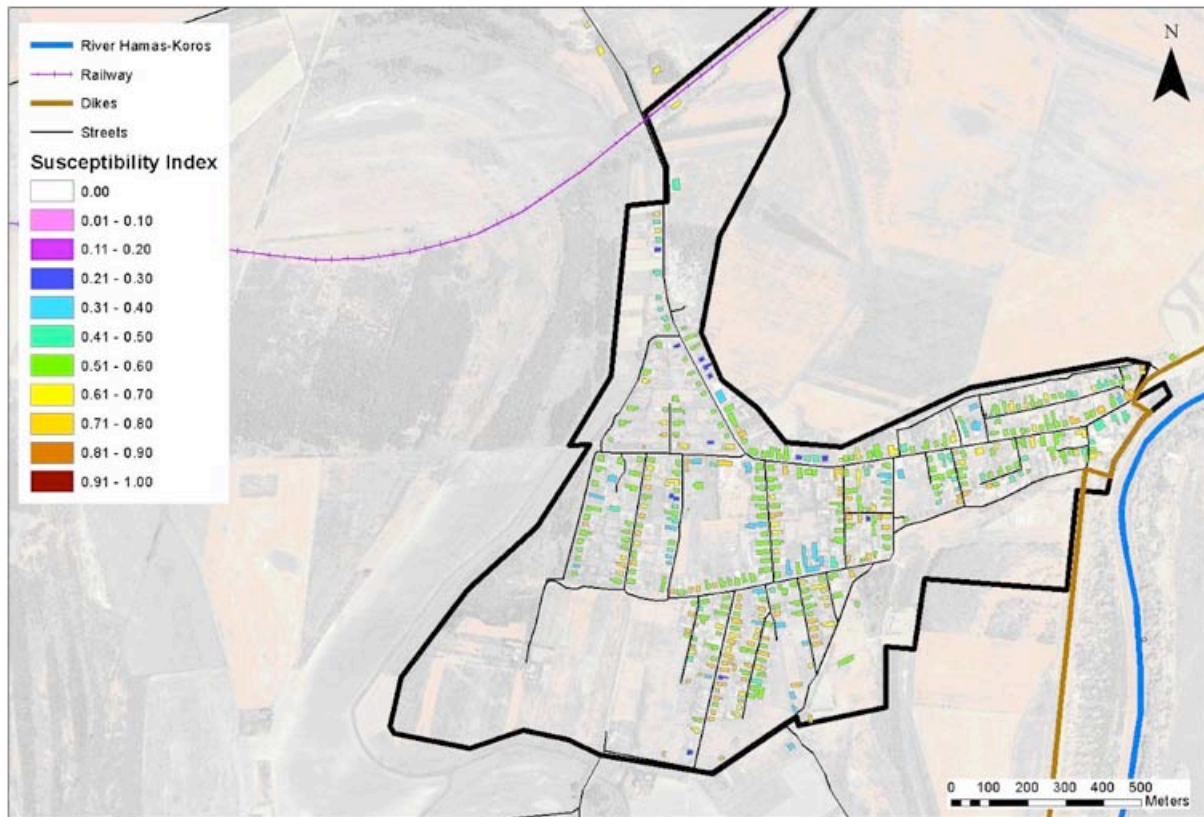 River Hamas-Koros
Railway
Dikes
Streets
Susceptibility Index
0.00
0.01 - 0.10
0.11 - 0.20
0.21 - 0.30
0.31 - 0.40
0.41 - 0.50
0.51 - 0.60
0.61 - 0.70
0.71 - 0.80
0.81 - 0.90
0.91 - 1.00
N
0 100 200 300 400 500
Meters